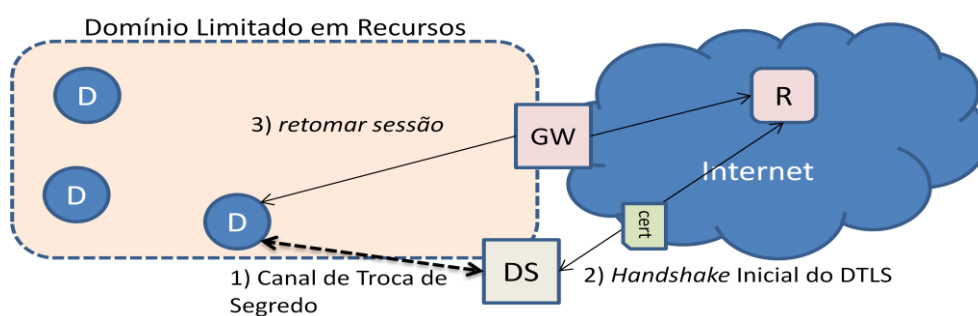 Domínio Limitado em Recursos
D
R
3) retomar sessão
GW
D
Internet
D
cert
1) Canal de Troca de
Segredo
DS
2) Handshake Inicial do DTLS